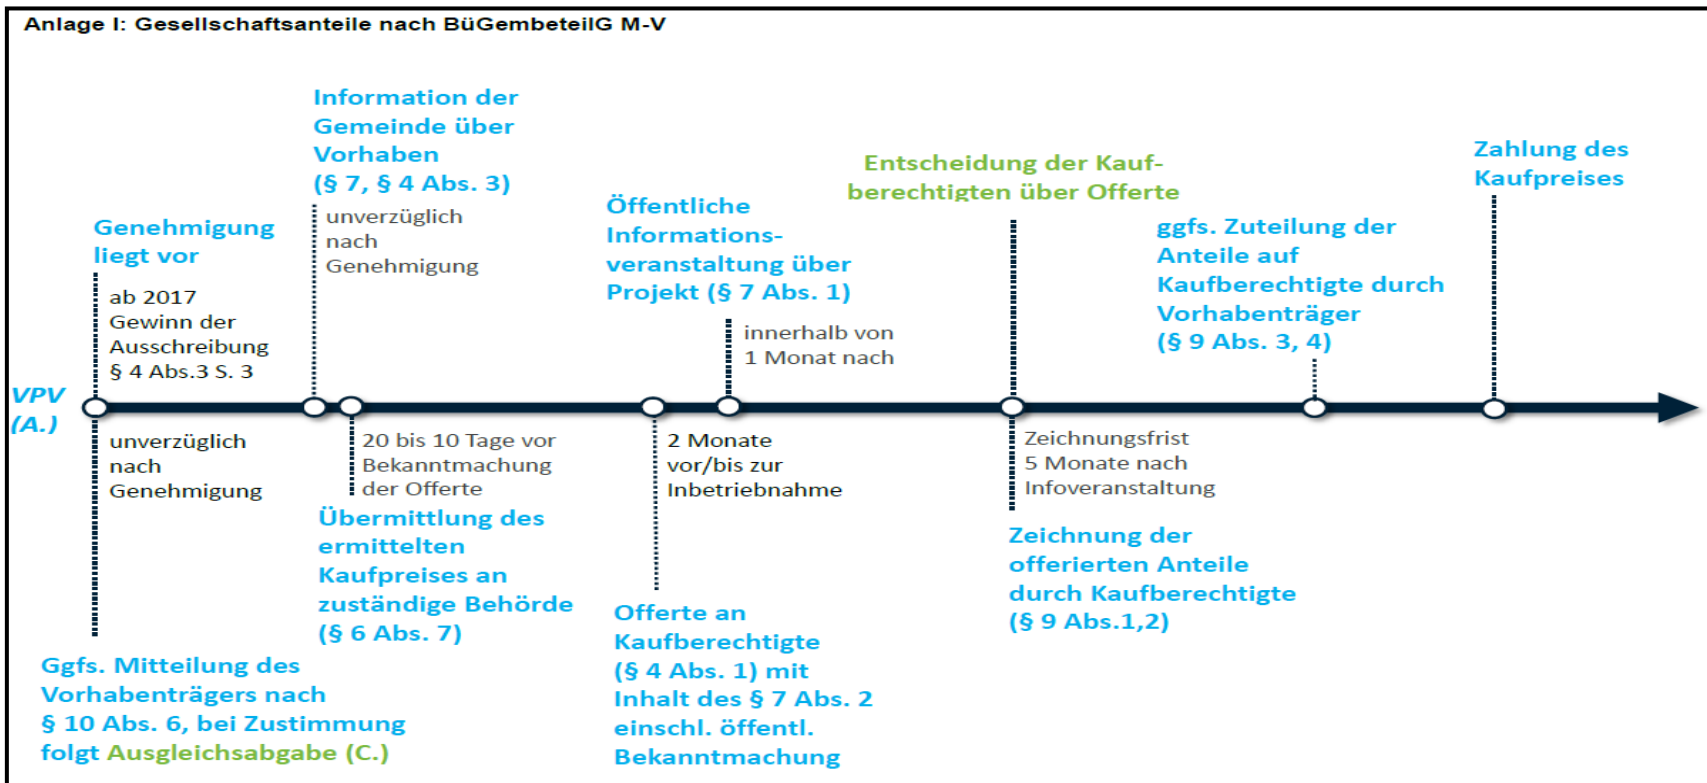 Anlage I: Gesellschaftsanteile nach BüGembeteilG M-V
Genehmigung
liegt vor
ab 2017
Gewinn der
Ausschreibung
§ 4 Abs.3 S. 3
Information der
Gemeinde über
Vorhaben
(§ 7, § 4 Abs. 3)
unverzüglich
nach
Genehmigung
Öffentliche
Informations-
veranstaltung über
Projekt (§ 7 Abs. 1)
innerhalb von
1 Monat nach
Entscheidung der Kauf-
berechtigten über Offerte
ggfs. Zuteilung der
Anteile auf
Kaufberechtigte durch
Vorhabenträger
(§ 9 Abs. 3, 4)
Zahlung des
Kaufpreises
VPV
(A.)
unverzüglich
nach
Genehmigung
Ggfs. Mitteilung des
Vorhabenträgers nach
§ 10 Abs. 6, bei Zustimmung
folgt Ausgleichsabgabe (C.)
20 bis 10 Tage vor
Bekanntmachung
der Offerte
Übermittlung des
ermittelten
Kaufpreises an
zuständige Behörde
(§ 6 Abs. 7)
2 Monate
vor/bis zur
Inbetriebnahme
Offerte an
Kaufberechtigte
(§ 4 Abs. 1) mit
Inhalt des § 7 Abs. 2
einschl. öffentl.
Bekanntmachung
Zeichnungsfrist
5 Monate nach
Infoveranstaltung
Zeichnung der
offerierten Anteile
durch Kaufberechtigte
(§ 9 Abs.1,2)